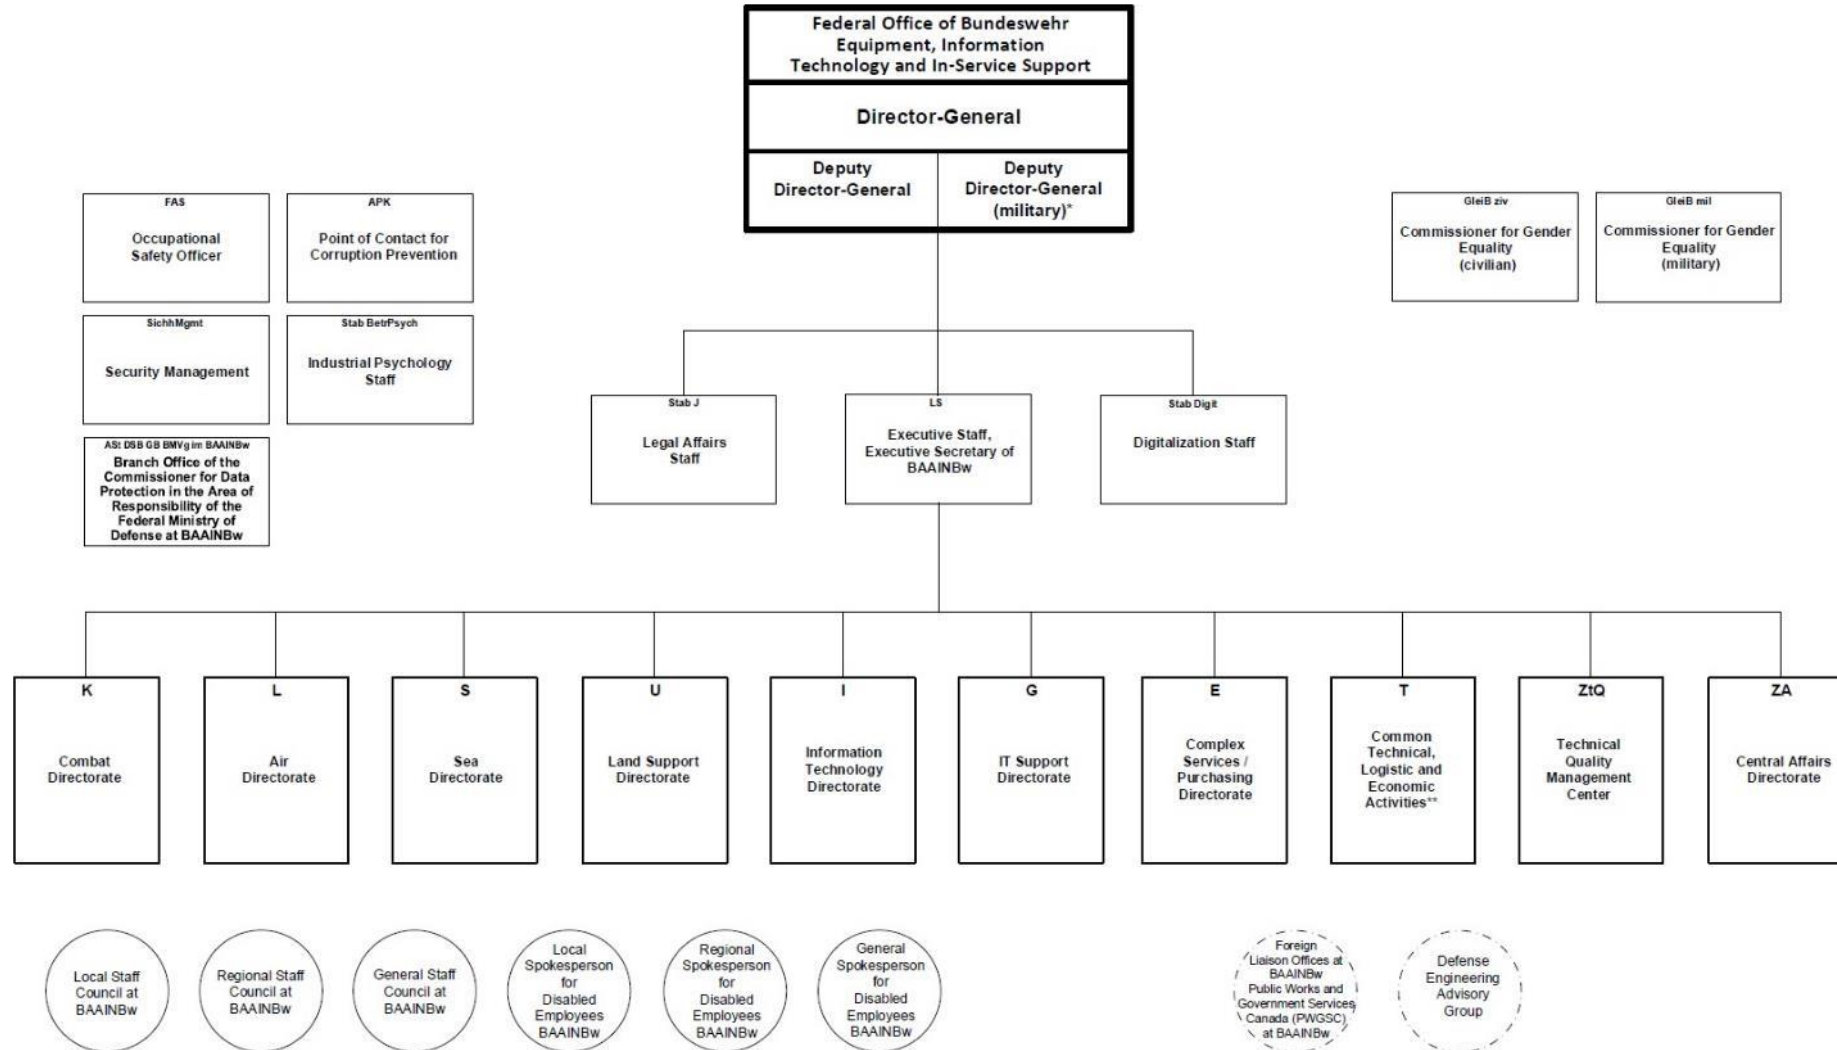 Federal Office of Bundeswehr
Equipment, Information
Technology and In-Service Support
Director-General
Deputy
Director-General
Deputy
Director-General
(military)*
FAS
Occupational
Safety Officer
APK
Point of Contact for
Corruption Prevention
GleiB ziv
Commissioner for Gender
Equality
(civilian)
GleiB mil
Commissioner for Gender
Equality
(military)
SichhMgmt
Security Management
Stab BetrPsych
Industrial Psychology
Staff
ASt DSB GB BMVg im BAAINBw
Branch Office of the
Commissioner for Data
Protection in the Area of
Responsibility of the
Federal Ministry of
Defense at BAAINBw
Stab J
Legal Affairs
Staff
LS
Executive Staff,
Executive Secretary of
BAAINBw
Stab Digit
Digitalization Staff
K
Combat
Directorate
L
Air
Directorate
S
Sea
Directorate
U
Land Support
Directorate
I
Information
Technology
Directorate
G
IT Support
Directorate
E
Complex
Services /
Purchasing
Directorate
T
Common
Technical,
Logistic and
Economic
Activities**
ZtQ
Technical
Quality
Management
Center
ZA
Central Affairs
Directorate
Local Staff
Council at
BAAINBw
Regional Staff
Council at
BAAINBw
General Staff
Council at
BAAINBw
Local
Spokesperson
for
Disabled
Employees
BAAINBw
Regional
Spokesperson
for
Disabled
Employees
BAAINBw
General
Spokesperson
for
Disabled
Employees
BAAINBw
Foreign
Liaison Offices at
BAAINBw
Public Works and
Government Services
Canada (PWGSC)
at BAAINBw
Defense
Engineering
Advisory
Group